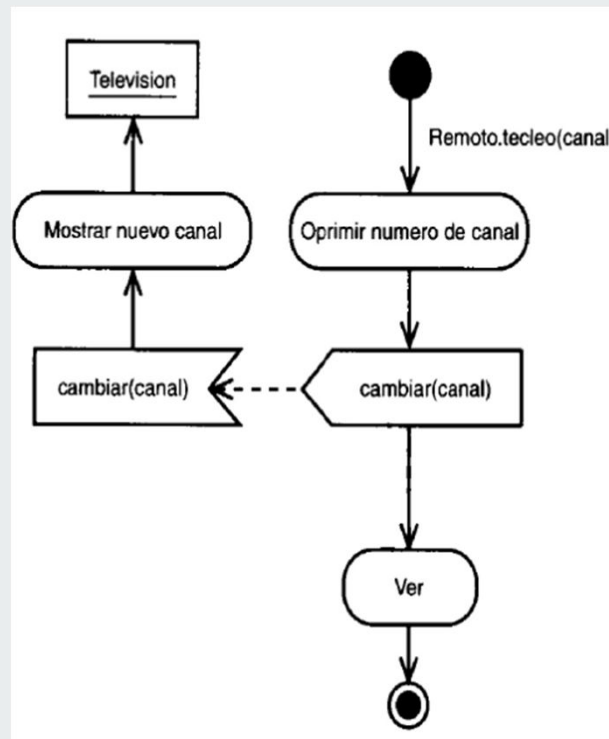 Television
Remoto.tecleo(canal
Mostrar nuevo canal
Oprimir numero de canal
cambiar(canal)
cambiar(canal)
Ver